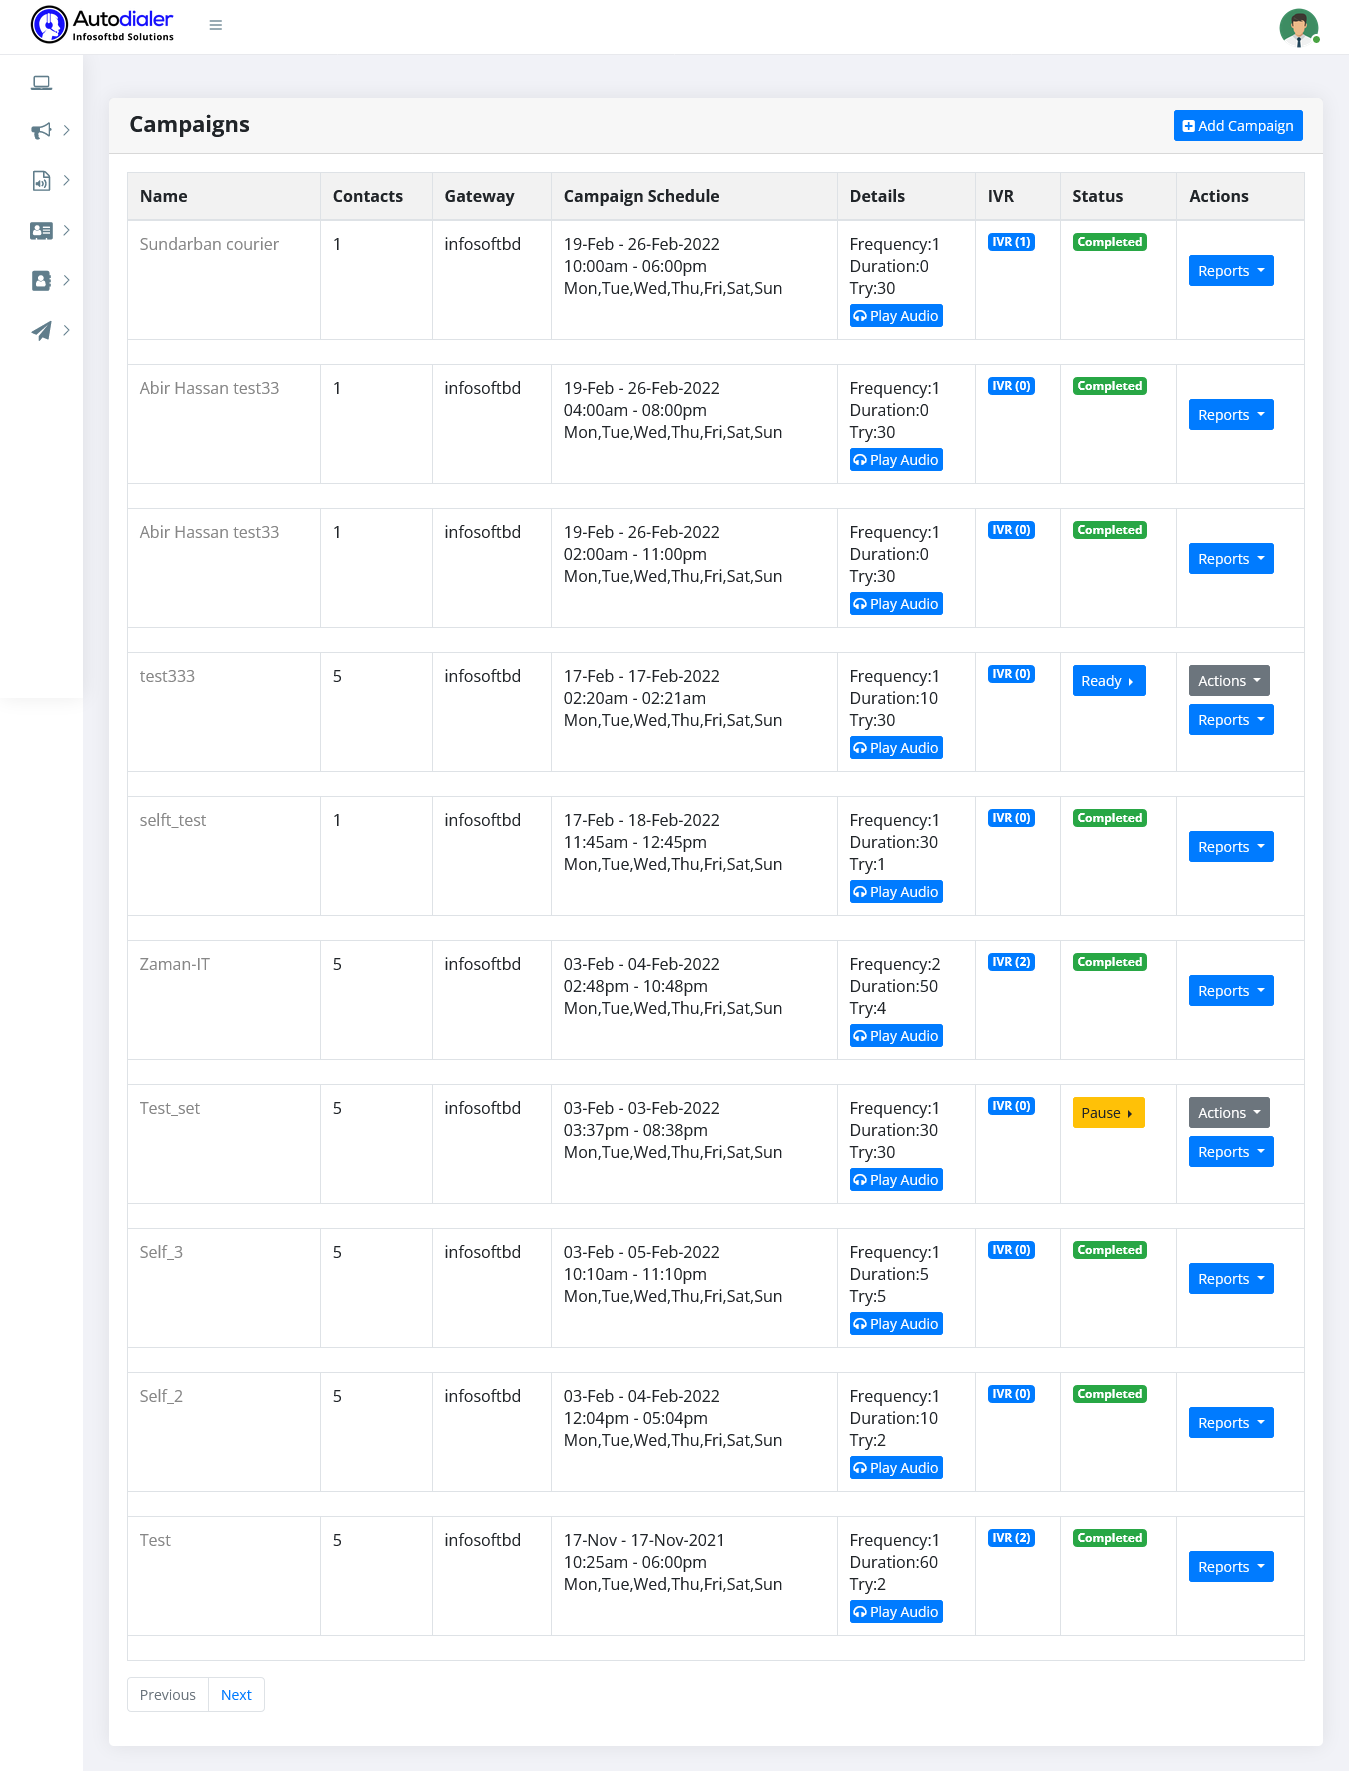 Autodialer
Infosoftbd Solutions
Campaigns
Add Campaign
Name Contacts Gateway Campaign Schedule Details IVR Status Actions
Sundarban courier 1 infosoftbd 19-Feb - 26-Feb-2022 Frequency:1 IVR (1) Completed
10:00am - 06:00pm Duration:0 Reports
Mon,Tue,Wed,Thu,Fri,Sat,Sun Try:30
Play Audio
Abir Hassan test33 1 infosoftbd 19-Feb - 26-Feb-2022 Frequency:1 IVR (0) Completed
04:00am - 08:00pm Duration:0 Reports
Mon,Tue,Wed,Thu,Fri,Sat,Sun Try:30
Play Audio
Abir Hassan test33 1 infosoftbd 19-Feb - 26-Feb-2022 Frequency:1 IVR (0) Completed
02:00am - 11:00pm Duration:0 Reports
Mon,Tue,Wed,Thu,Fri,Sat,Sun Try:30
Play Audio
test333 5 infosoftbd 17-Feb - 17-Feb-2022 Frequency:1 IVR (0) Ready Actions
02:20am - 02:21am Duration:10
Mon,Tue,Wed,Thu,Fri,Sat,Sun Try:30 Reports
Play Audio
selft_test 1 infosoftbd 17-Feb - 18-Feb-2022 Frequency:1 IVR (0) Completed
11:45am - 12:45pm Duration:30 Reports
Mon,Tue,Wed,Thu,Fri,Sat,Sun Try:1
Play Audio
Zaman-IT 5 infosoftbd 03-Feb - 04-Feb-2022 Frequency:2 IVR (2) Completed
02:48pm - 10:48pm Duration:50 Reports
Mon,Tue,Wed,Thu,Fri,Sat,Sun Try:4
Play Audio
Test_set 5 infosoftbd 03-Feb - 03-Feb-2022 Frequency:1 IVR (0) Pause Actions
03:37pm - 08:38pm Duration:30
Mon,Tue,Wed,Thu,Fri,Sat,Sun Try:30 Reports
Play Audio
Self_3 5 infosoftbd 03-Feb - 05-Feb-2022 Frequency:1 IVR (0) Completed
10:10am - 11:10pm Duration:5 Reports
Mon,Tue,Wed,Thu,Fri,Sat,Sun Try:5
Play Audio
Self_2 5 infosoftbd 03-Feb - 04-Feb-2022 Frequency:1 IVR (0) Completed
12:04pm - 05:04pm Duration:10 Reports
Mon,Tue,Wed,Thu,Fri,Sat,Sun Try:2
Play Audio
Test 5 infosoftbd 17-Nov - 17-Nov-2021 Frequency:1 IVR (2) Completed
10:25am - 06:00pm Duration:60 Reports
Mon,Tue,Wed,Thu,Fri,Sat,Sun Try:2
Play Audio
Previous Next